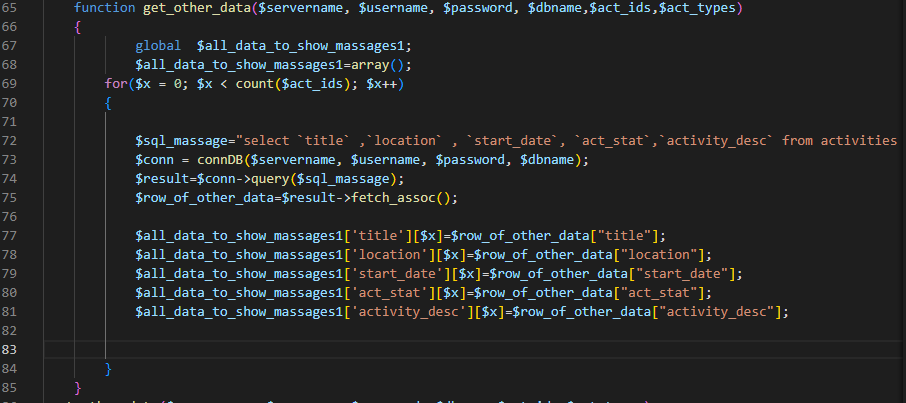 65 function get_other_data($servername, $username, $password, $dbname,$act_ids,$act_types)
66 {
67 global $all_data_to_show_massages1;
68 $all_data_to_show_massages1=array();
69 for($x = 0; $x < count($act_ids); $x++)
70 {
71
72 $sql_massage="select `title` ,`location` , `start_date`, `act_stat`,`activity_desc` from activities
73 $conn = connDB($servername, $username, $password, $dbname);
74 $result=$conn->query($sql_massage);
75 $row_of_other_data=$result->fetch_assoc();
76
77 $all_data_to_show_massages1['title'][$x]=$row_of_other_data["title"];
78 $all_data_to_show_massages1['location'][$x]=$row_of_other_data["location"];
79 $all_data_to_show_massages1['start_date'][$x]=$row_of_other_data["start_date"];
80 $all_data_to_show_massages1['act_stat'][$x]=$row_of_other_data["act_stat"];
81 $all_data_to_show_massages1['activity_desc'][$x]=$row_of_other_data["activity_desc"];
82
83
84 }
85 }